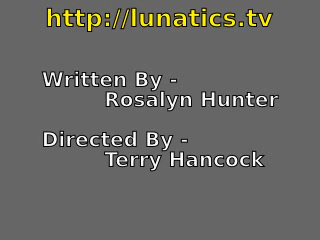 http://lunatics.tv
Written By -
Rosalyn Hunter
Directed By -
Terry Hancock